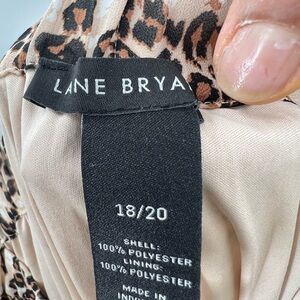 LANE BRYA
18/20
SHELL:
100% POLYESTER
LINING:
100% POLYESTER
MADE IN